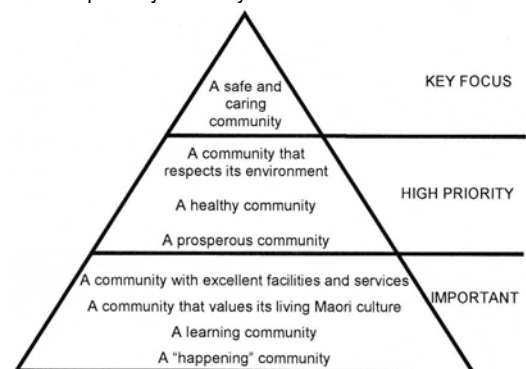 A safe and
caring
community
KEY FOCUS
A community that
respects its environment
A healthy community
A prosperous community
HIGH PRIORITY
A community with excellent facilities and services
A community that values its living Maori culture
A learning community
A "happening" community
IMPORTANT